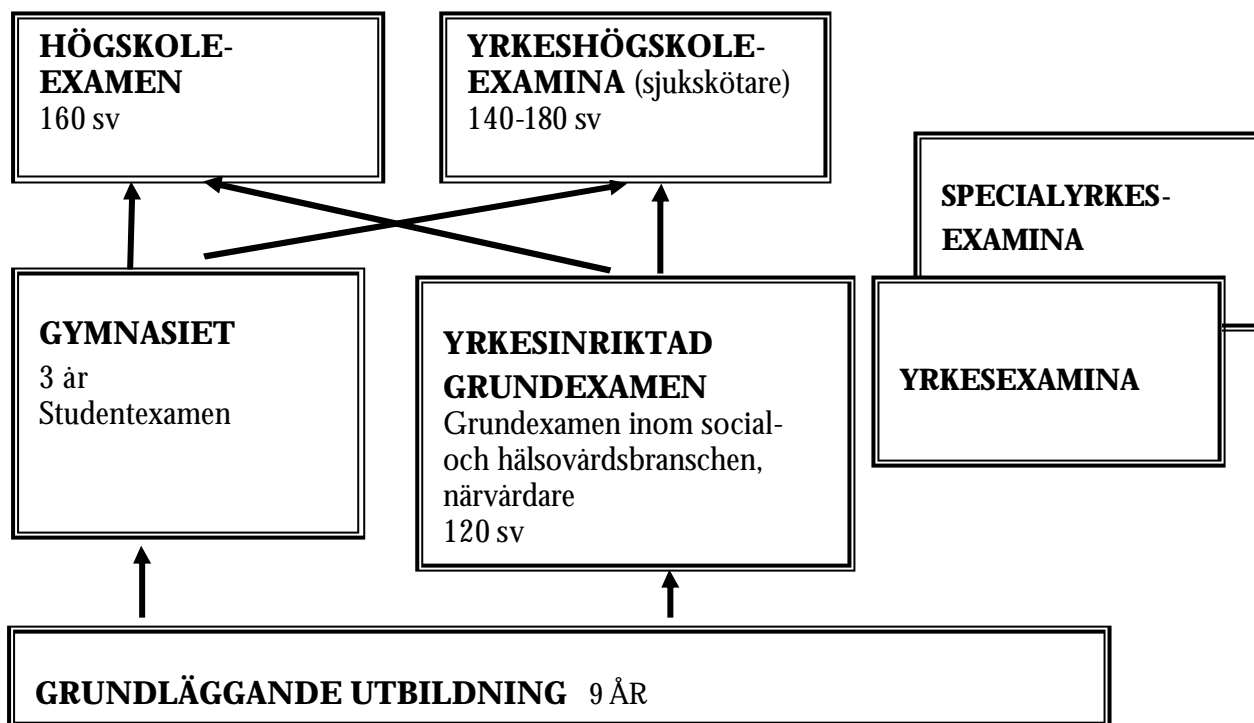 HÖGSKOLE-
EXAMEN
160 sv
YRKESHÖGSKOLE-
EXAMINA (sjukskötare)
140-180 sv
SPECIALYRKES-
EXAMINA
GYMNASIET
3 år
Studentexamen
YRKESINRIKTAD
GRUNDEXAMEN
Grundexamen inom social-
och hälsovårdsbranschen,
närvårdare
120 sv
YRKESEXAMINA
GRUNDLÄGGANDE UTBILDNING 9 ÅR